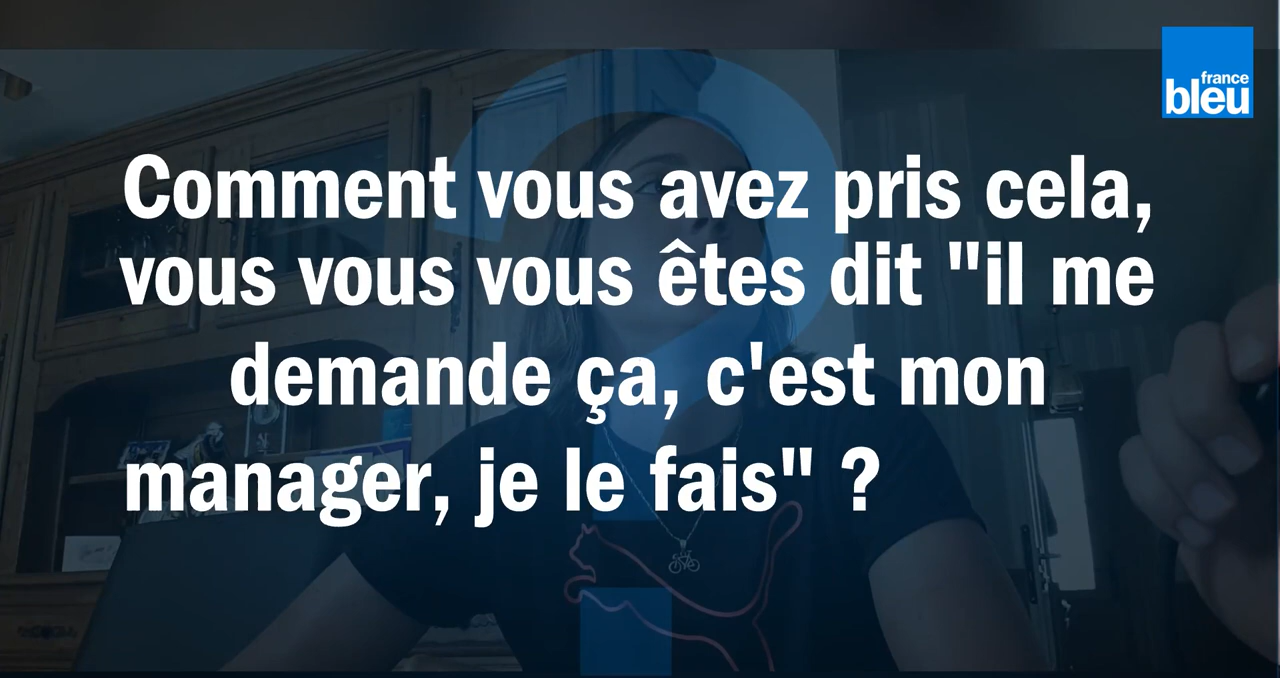 france
bleu
Comment vous avez pris cela,
vous vous vous êtes dit "il me
demande ça, c'est mon
manager, je le fais" ?